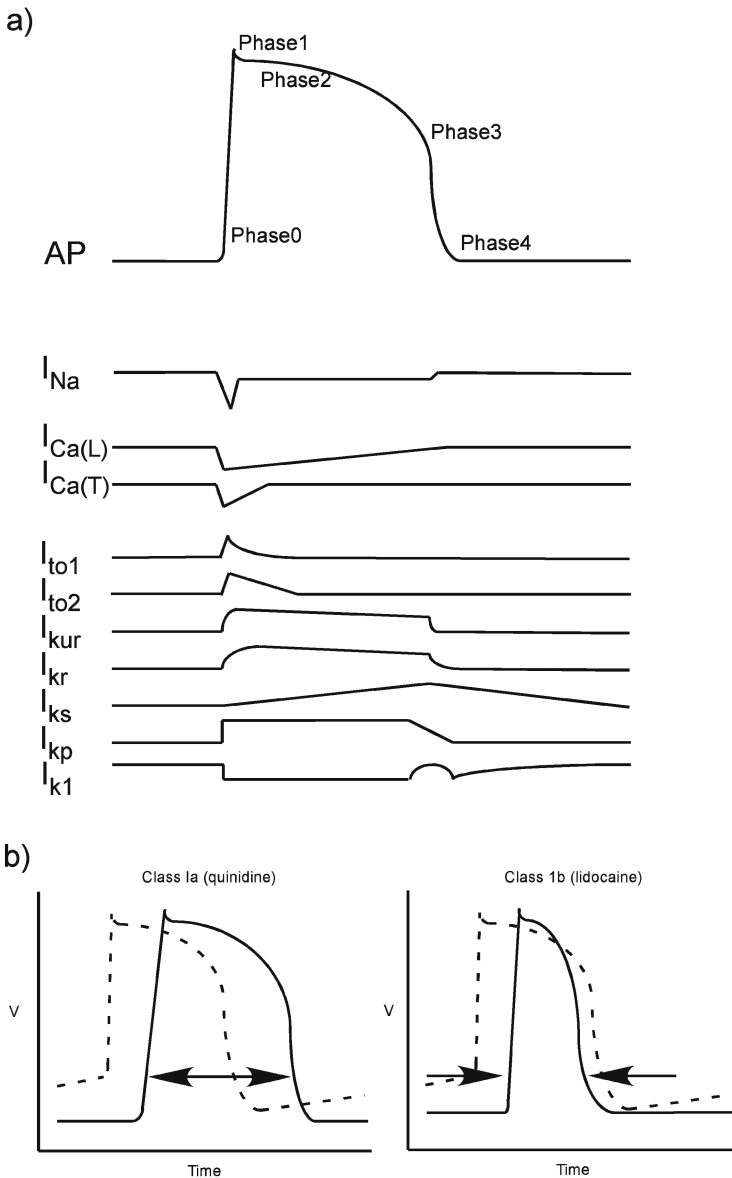 a)
Phase1
Phase2
Phase3
Phase0
Phase4
AP
INa
ICa(L)
ICa(T)
Ito1
Ito2
Ikur
Ikr
Iks
Ikp
Ik1
b)
Class Ia (quinidine)
Class 1b (lidocaine)
V
V
Time
Time